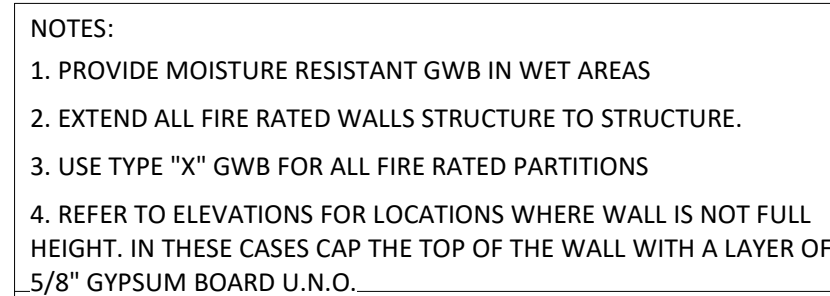 NOTES:
1. PROVIDE MOISTURE RESISTANT GWB IN WET AREAS
2. EXTEND ALL FIRE RATED WALLS STRUCTURE TO STRUCTURE.
3. USE TYPE "X" GWB FOR ALL FIRE RATED PARTITIONS
4. REFER TO ELEVATIONS FOR LOCATIONS WHERE WALL IS NOT FULL
HEIGHT. IN THESE CASES CAP THE TOP OF THE WALL WITH A LAYER OF
5/8" GYPSUM BOARD U.N.O.